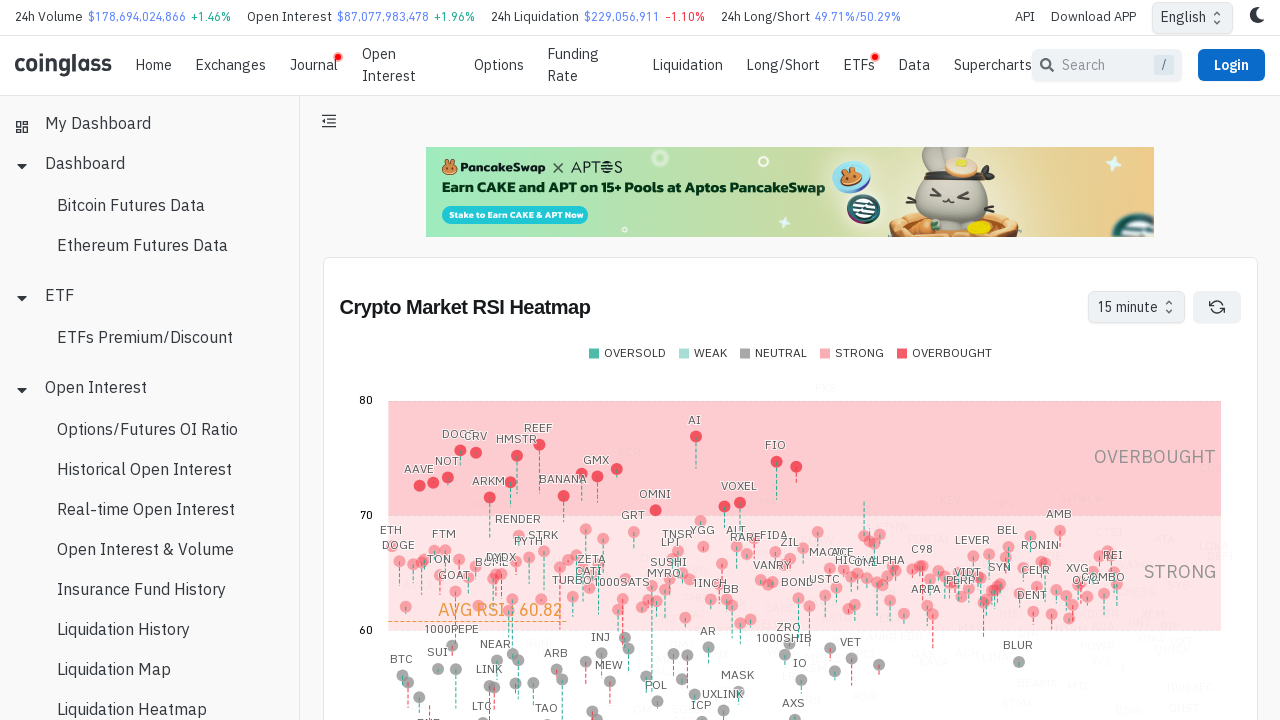 24h Volume $178,694,024,866 +1.46% Open Interest $87,077,983,478 +1.96% 24h Liquidation $229,056,911 -1.10% 24h Long/Short 49.71%/50.29% API Download APP English
coinglass Home Exchanges Journal Open Interest Options Funding Rate Liquidation Long/Short ETFs Data Supercharts Search / Login
My Dashboard
Dashboard
Bitcoin Futures Data
Ethereum Futures Data
ETF
ETFs Premium/Discount
Open Interest
Options/Futures OI Ratio
Historical Open Interest
Real-time Open Interest
Open Interest & Volume
Insurance Fund History
Liquidation History
Liquidation Map
Liquidation Heatmap
PancakeSwap × APTOS
Earn CAKE and APT on 15+ Pools at Aptos PancakeSwap
Stake to Earn CAKE & APT Now
Crypto Market RSI Heatmap
15 minute
OVERSOLD WEAK NEUTRAL STRONG OVERBOUGHT
80
AI
REEF
CRV HMSTR
FIO
OVERBOUGHT
NOT GMX
AAVE
ARKM BANANA
VOXEL
OMNI
70
AMB
RENDER GRT
ETH FTM STRK TNSR YGG ALT BEL
DOGE PYTH LPT FIDA ZIL LEVER RONIN
TON DYDX ZETA SUSHI VANRY C98 REI
GOAT CATI MYRO ALPHA SYN CELR XVG
1000SATS 1INCH BB BONL USTC ARPA PERP VIDT DENT COMBO
STRONG
AVG RSI : 60.82
60
1000PEPE INJ AR ZRO
1000SHIB
BTC SUI NEAR ARB VET BLUR
LINK MEW IO
POL MASK
LTC TAO UXLINK
ICP AXS